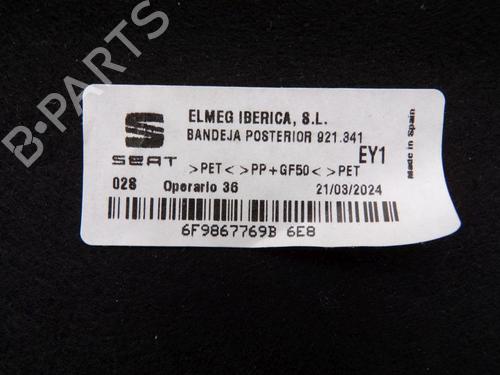 B-PARTS
ELMEG IBERICA, S.L.
BANDEJA POSTERIOR 921.341
SEAT
EY1
Made in Spain
>PET< >PP+GF50< >PET
028 Operario 36 21/03/2024
6F9867769B 6E8